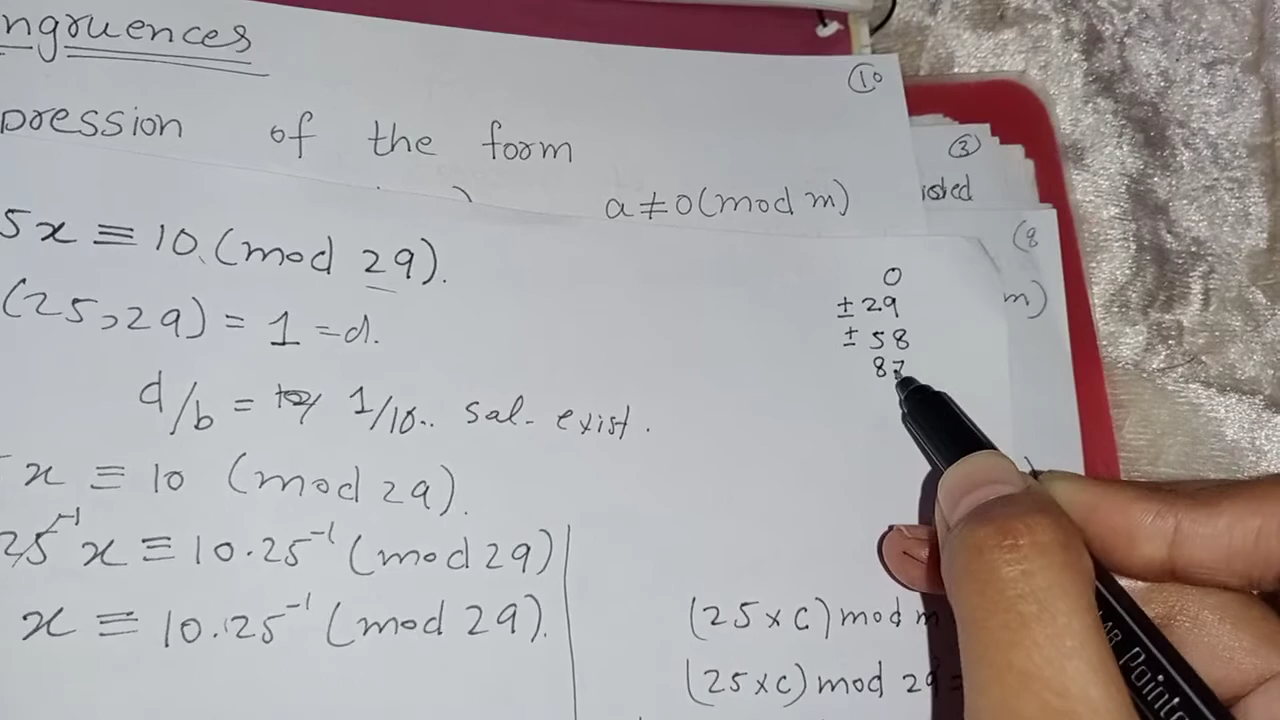 ngruences
10
pression of the form
3
a≠0(mod m)
5x ≡ 10 (mod 29).
(8
(25,29) = 1 = d.
0
±29
±58
87
m)
d/b = 1/10.. sol. exist.
x ≡ 10 (mod 29).
25⁻¹x ≡ 10.25⁻¹ (mod 29)
x ≡ 10.25⁻¹ (mod 29).
(25×c) mod m
(25×c) mod 29 =
Pointe